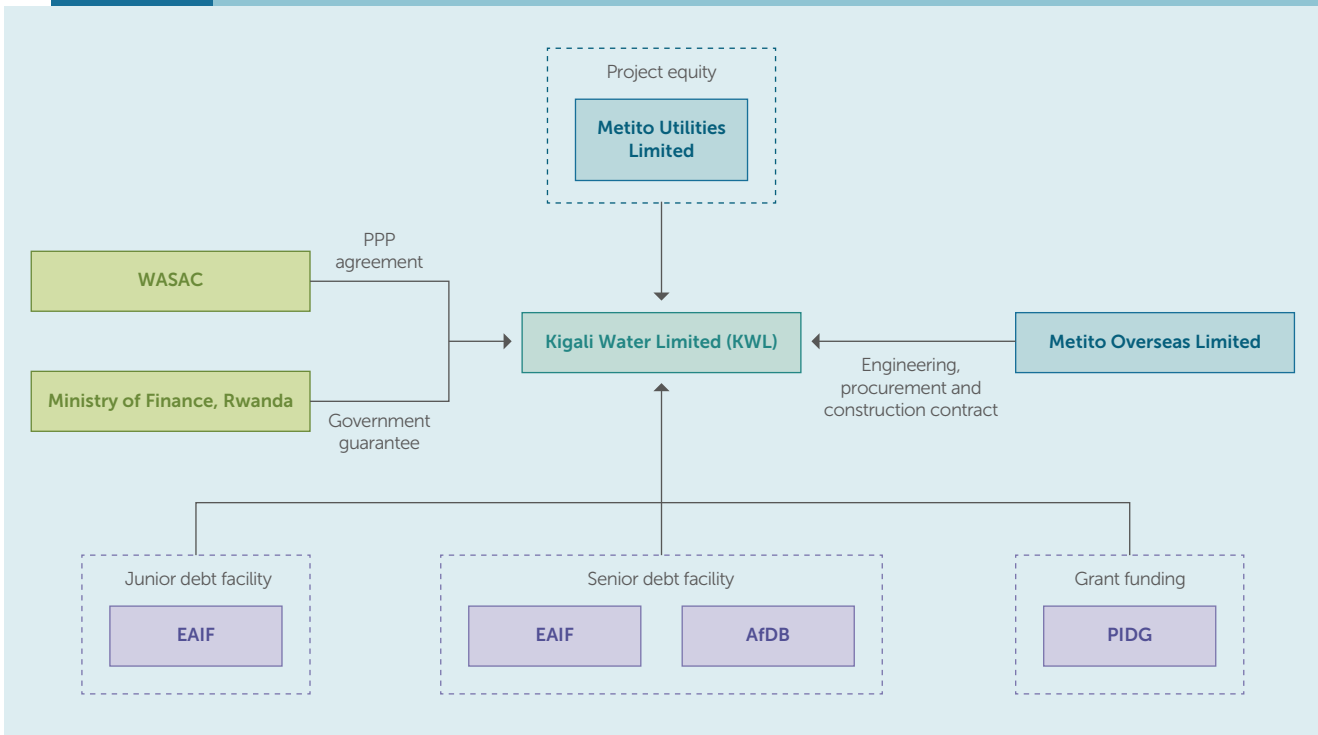 Project equity
Metito Utilities
Limited
PPP
agreement
WASAC
Kigali Water Limited (KWL)
Metito Overseas Limited
Engineering,
procurement and
construction contract
Ministry of Finance, Rwanda
Government
guarantee
Junior debt facility
EAIF
Senior debt facility
EAIF
AfDB
Grant funding
PIDG